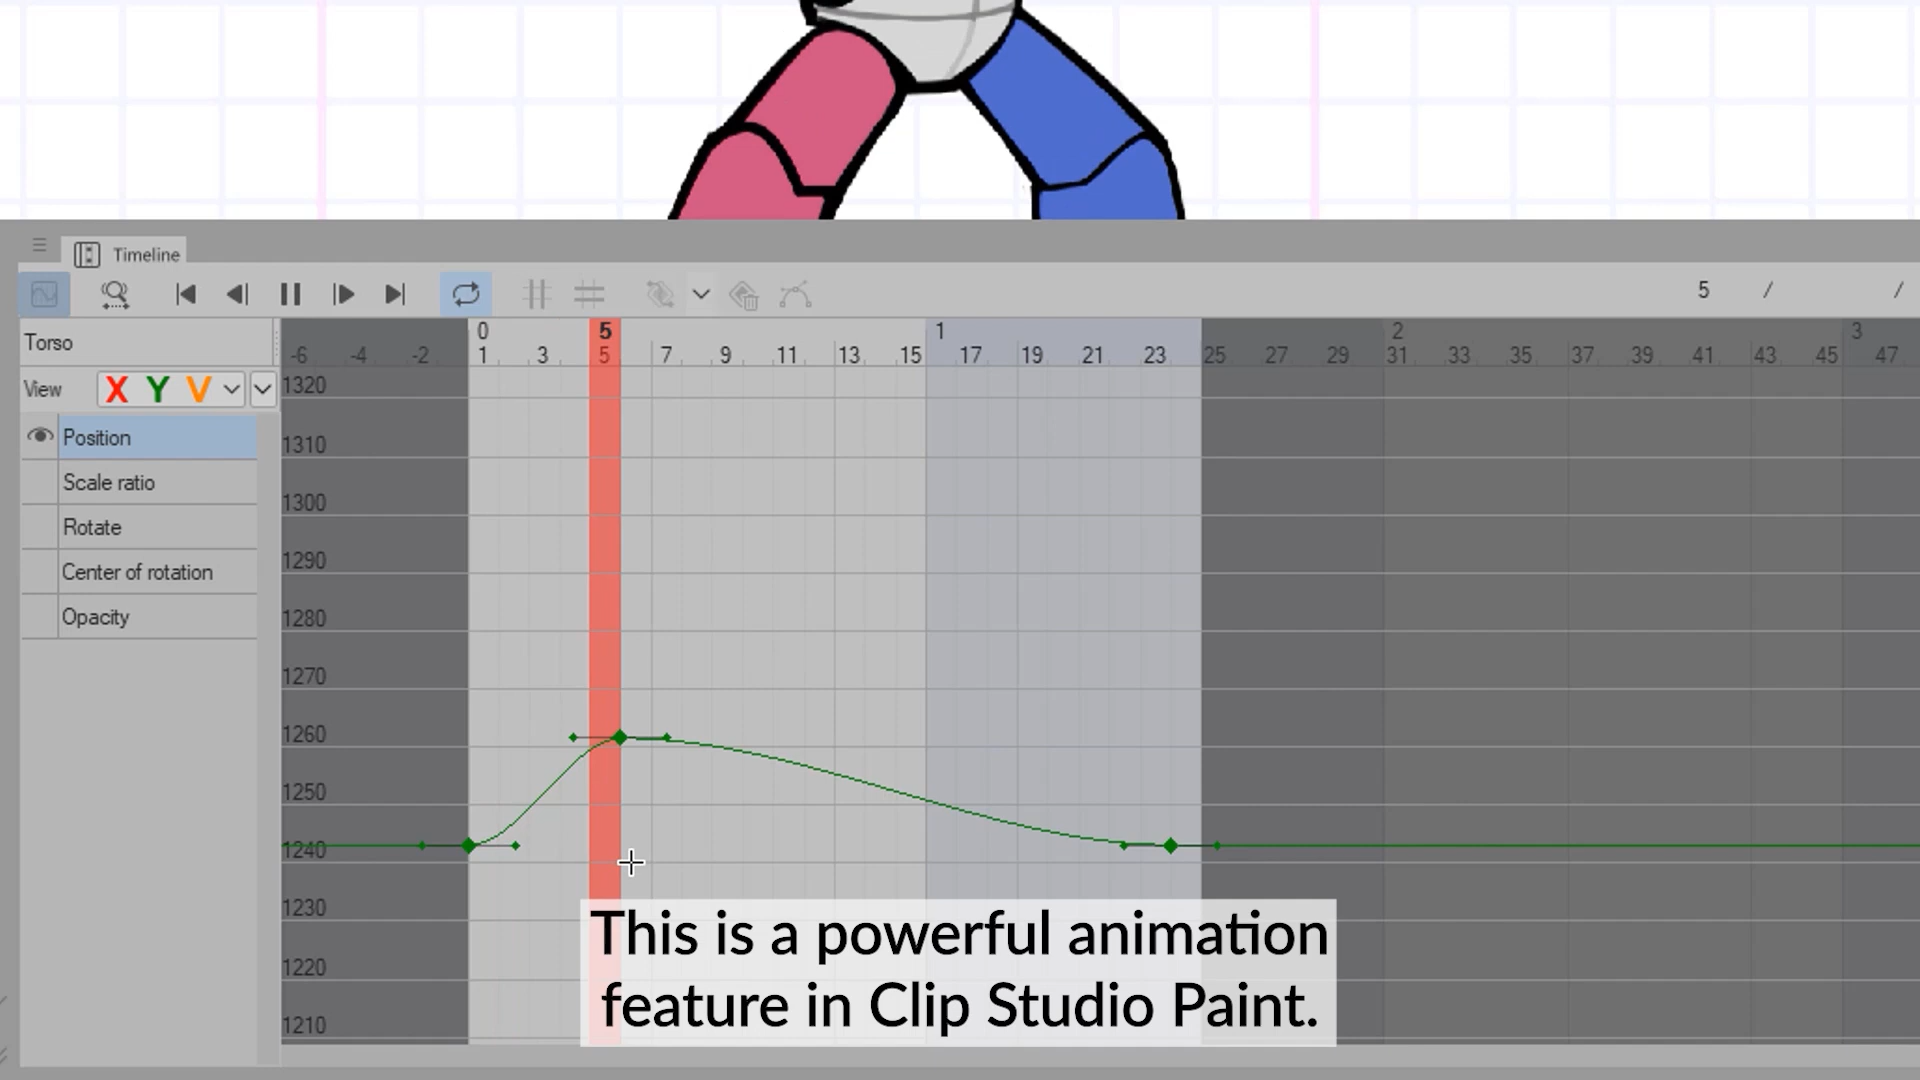 Timeline
5 / /
Torso
0 5 1 2 3
-6 -4 -2 1 3 5 7 9 11 13 15 17 19 21 23 25 27 29 31 33 35 37 39 41 43 45 47
View X Y V
1320
Position
1310
Scale ratio
1300
Rotate
1290
Center of rotation
1280
Opacity
1270
1260
1250
1240
1230
1220
1210
This is a powerful animation
feature in Clip Studio Paint.